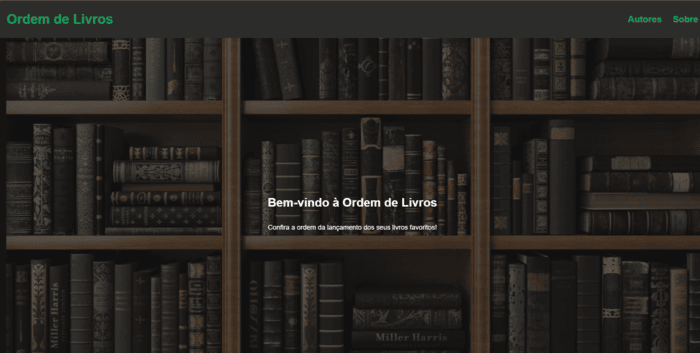 Ordem de Livros
Autores Sobre
Bem-vindo à Ordem de Livros
Confira a ordem da lançamento dos seus livros favoritos!
Miller Harris
Miller Harris